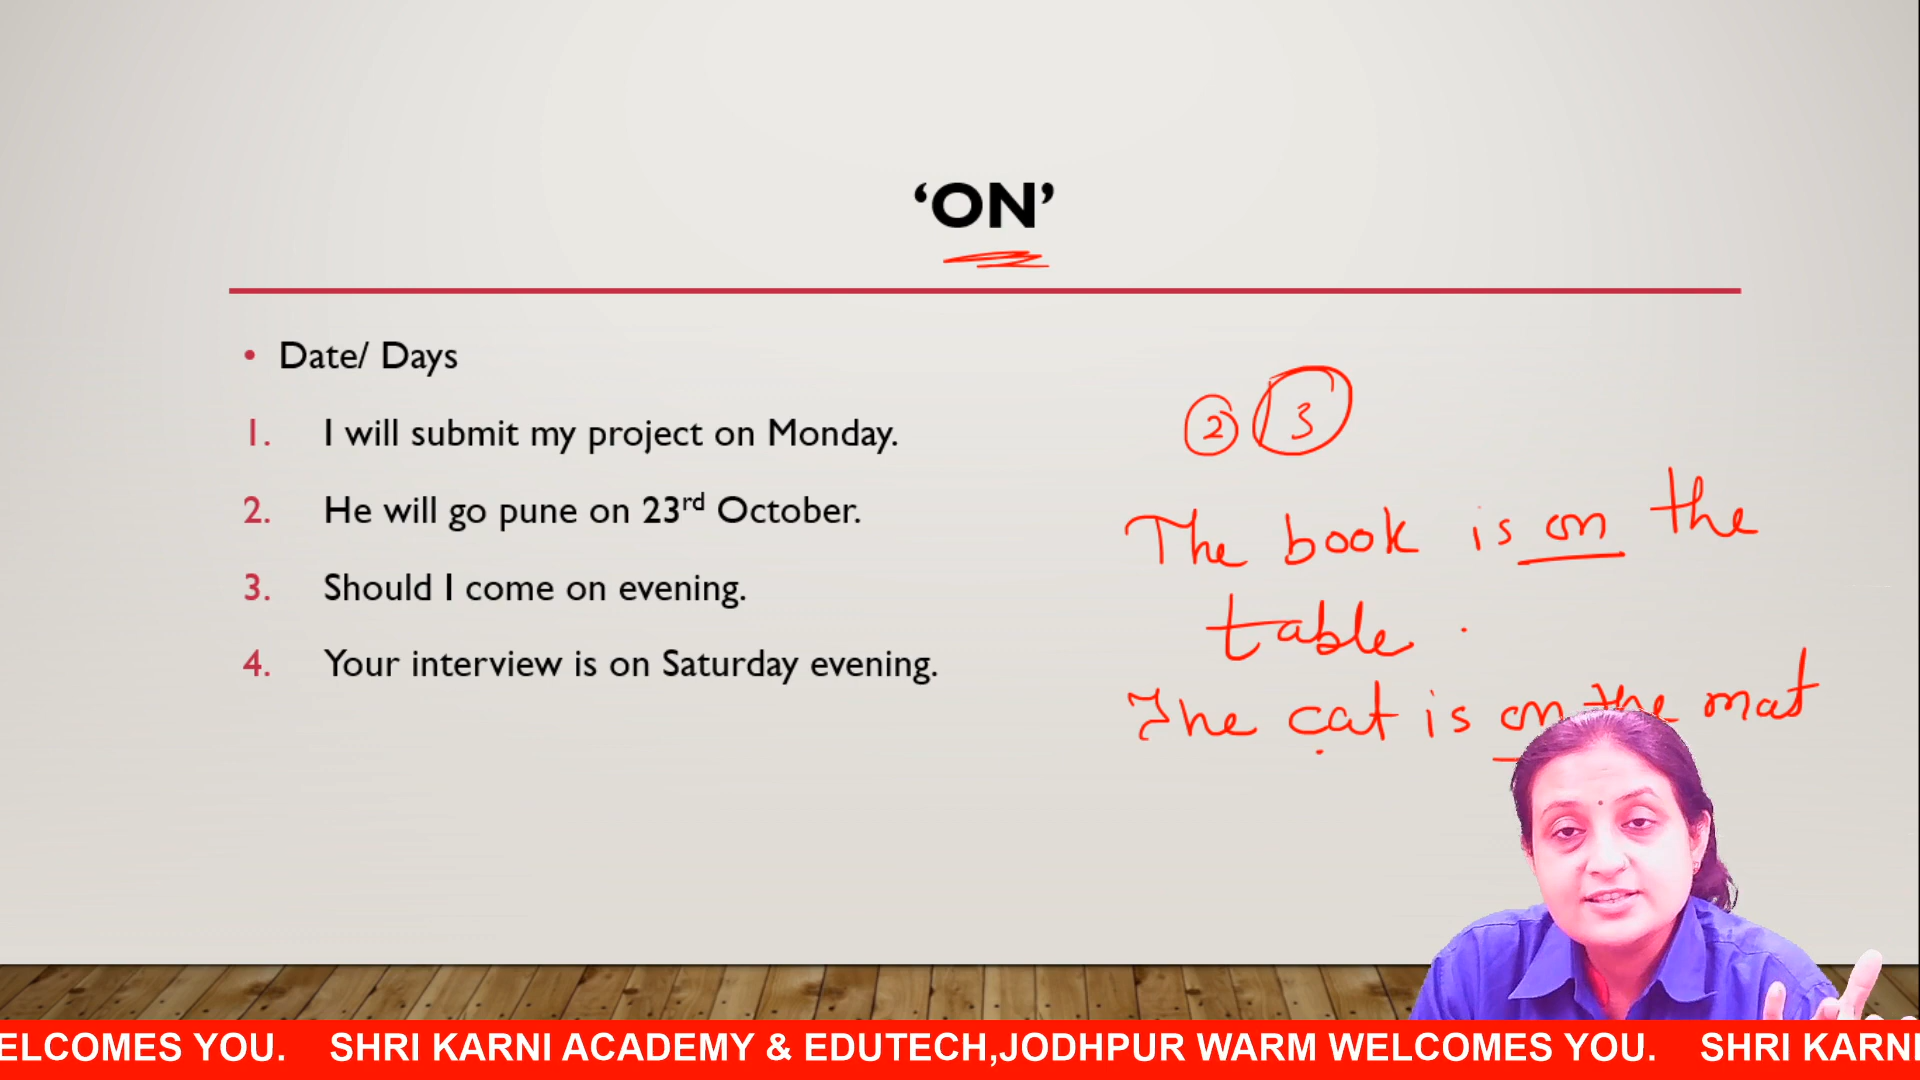 ‘ON’
• Date/ Days
1. I will submit my project on Monday.
2. He will go pune on 23rd October.
3. Should I come on evening.
4. Your interview is on Saturday evening.
2 3
The book is on the
table.
The cat is on the mat
ELCOMES YOU. SHRI KARNI ACADEMY & EDUTECH,JODHPUR WARM WELCOMES YOU. SHRI KARNI